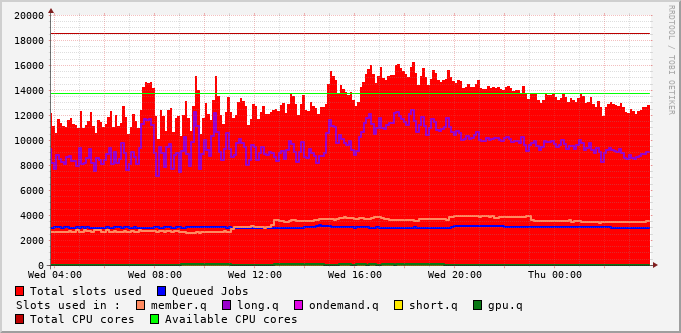 20000
18000
16000
14000
12000
10000
8000
6000
4000
2000
0
Wed 04:00 Wed 08:00 Wed 12:00 Wed 16:00 Wed 20:00 Thu 00:00
RRDTOOL / TOBI OETIKER
Total slots used Queued Jobs
Slots used in : member.q long.q ondemand.q short.q gpu.q
Total CPU cores Available CPU cores